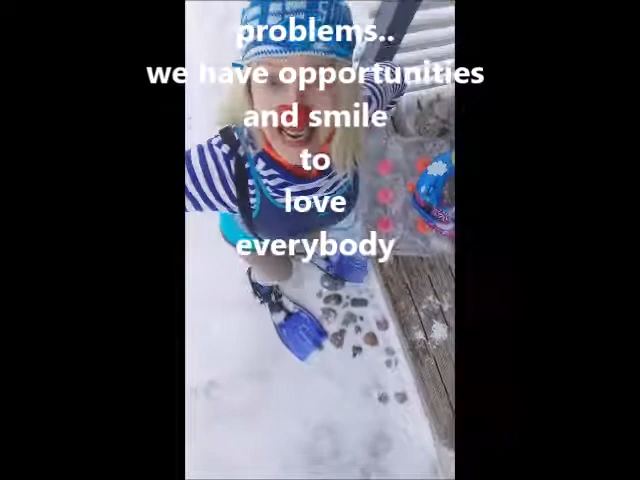 problems..
we have opportunities
and smile
to
love
everybody